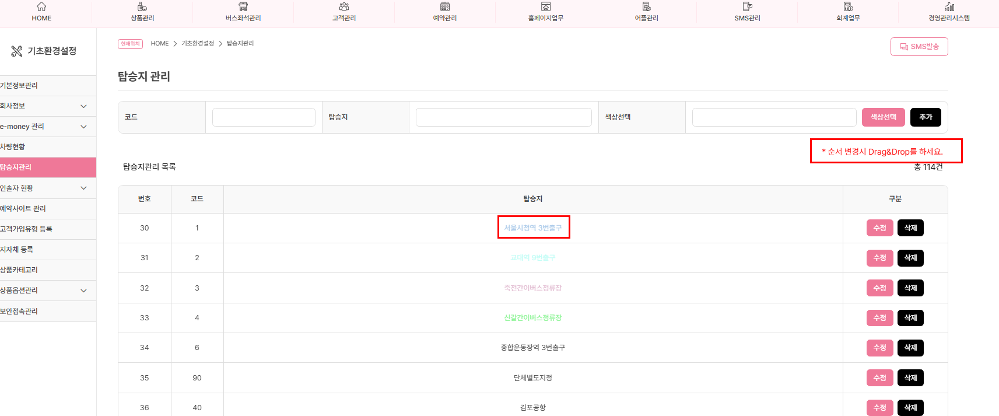 HOME
상품관리
버스좌석관리
고객관리
예약관리
홈페이지업무
어플관리
SMS관리
회계업무
경영관리시스템
기초환경설정
기본정보관리
회사정보
e-money 관리
차량현황
탑승지관리
인솔자 현황
예약사이트 관리
고객가입유형 등록
지자체 등록
상품카테고리
상품옵션관리
보안접속관리
현재위치 HOME > 기초환경설정 > 탑승지관리
SMS발송
탑승지 관리
코드 탑승지 색상선택 색상선택 추가
* 순서 변경시 Drag&Drop를 하세요.
탑승지관리 목록 총 114건
번호 코드 탑승지 구분
30 1 서울시청역 3번출구 수정 삭제
31 2 교대역 9번출구 수정 삭제
32 3 죽전간이버스정류장 수정 삭제
33 4 신갈간이버스정류장 수정 삭제
34 6 종합운동장역 3번출구 수정 삭제
35 90 단체별도지정 수정 삭제
36 40 김포공항 수정 삭제